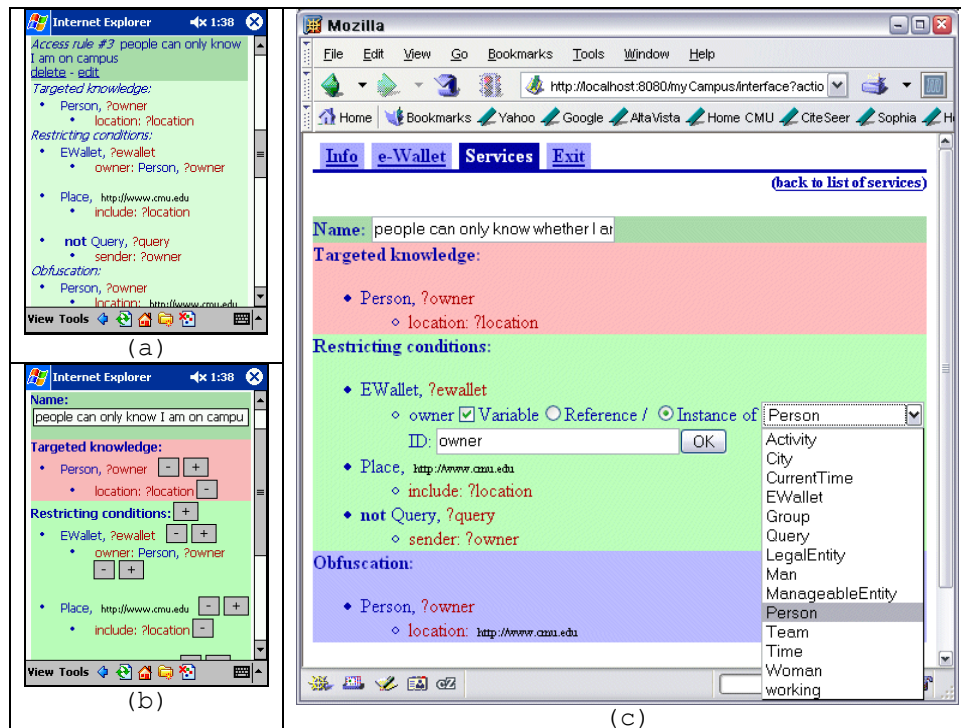 Internet Explorer 1:38
Access rule #3 people can only know
I am on campus
delete - edit
Targeted knowledge:
Person, ?owner
location: ?location
Restricting conditions:
EWallet, ?ewallet
owner: Person, ?owner
Place, http://www.cmu.edu
include: ?location
not Query, ?query
sender: ?owner
Obfuscation:
Person, ?owner
location: http://www.cmu.edu
View Tools
(a)
Internet Explorer 1:38
Name:
people can only know I am on campu
Targeted knowledge:
Person, ?owner - +
location: ?location -
Restricting conditions: +
EWallet, ?ewallet - +
owner: Person, ?owner
- +
Place, http://www.cmu.edu - +
include: ?location -
View Tools
(b)
Mozilla
File Edit View Go Bookmarks Tools Window Help
http://localhost:8080/myCampus/interface?actio
Home Bookmarks Yahoo Google AltaVista Home CMU CiteSeer Sophia H
Info e-Wallet Services Exit
(back to list of services)
Name: people can only know whether I ar
Targeted knowledge:
Person, ?owner
location: ?location
Restricting conditions:
EWallet, ?ewallet
owner Variable Reference / Instance of Person
ID: owner OK
Place, http://www.cmu.edu
include: ?location
not Query, ?query
sender: ?owner
Obfuscation:
Person, ?owner
location: http://www.cmu.edu
Activity
City
CurrentTime
EWallet
Group
Query
LegalEntity
Man
ManageableEntity
Person
Team
Time
Woman
working
(c)